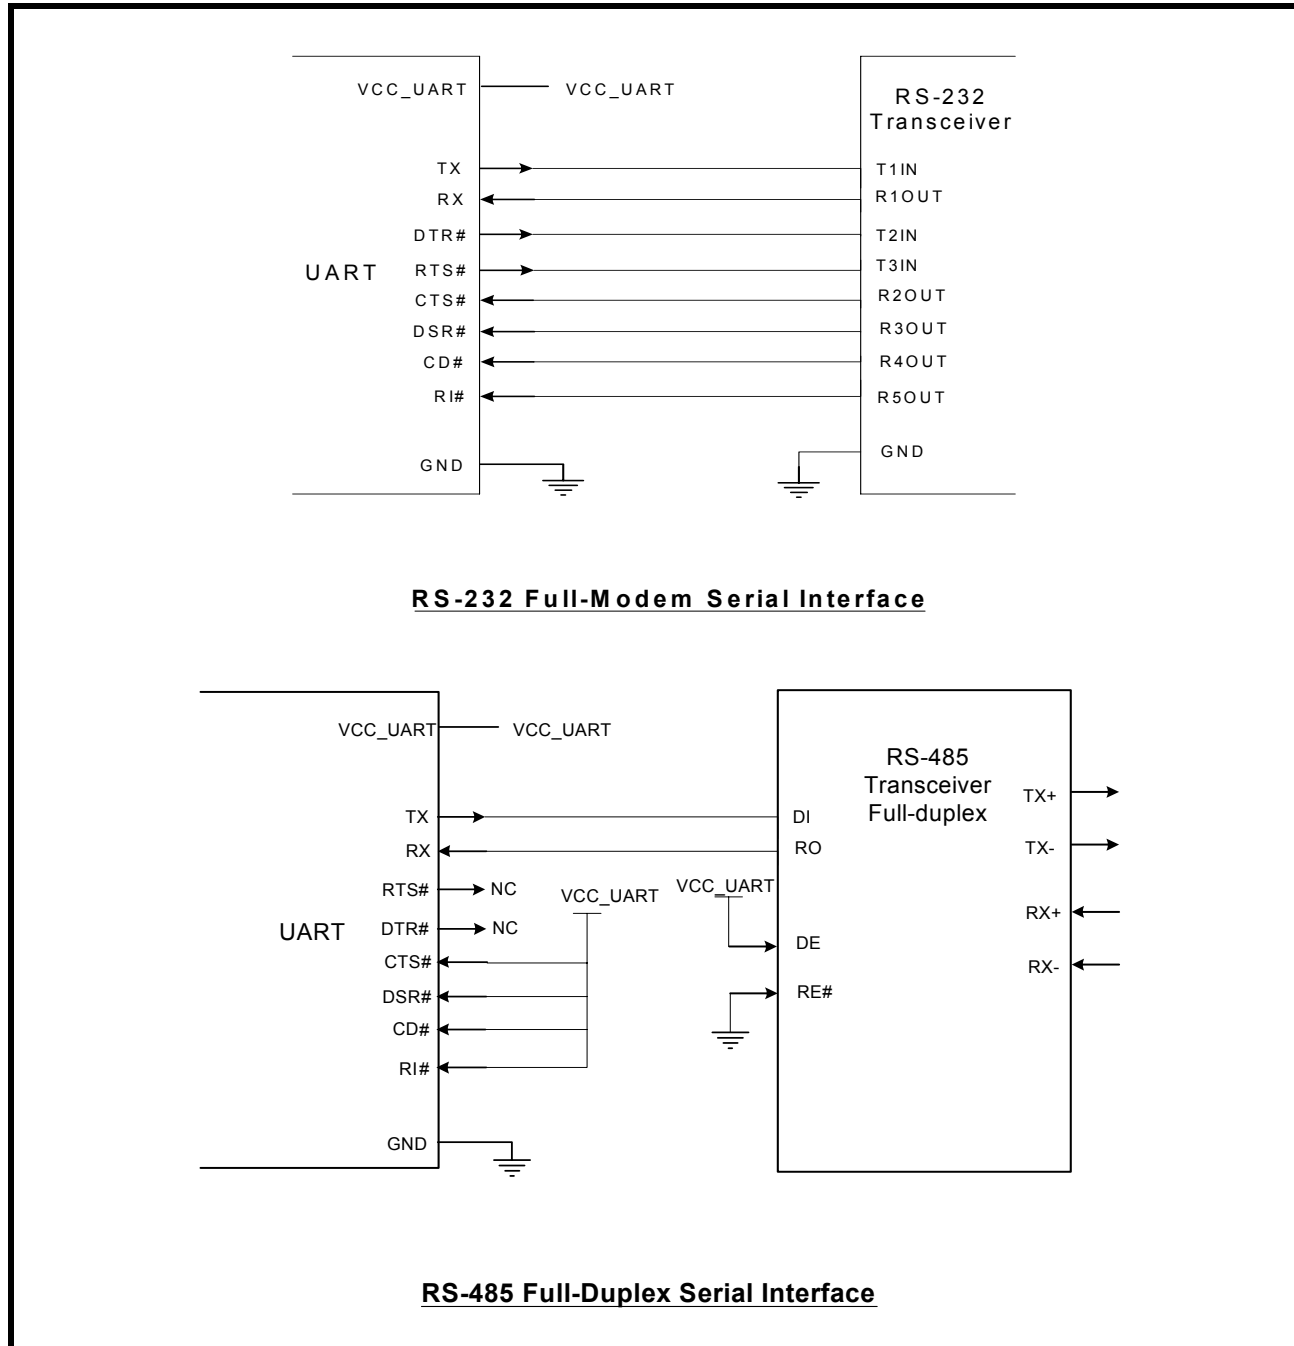 VCC_UART VCC_UART
RS-232
Transceiver
TX T1IN
RX R1OUT
DTR# T2IN
UART
RTS# T3IN
CTS# R2OUT
DSR# R3OUT
CD# R4OUT
RI# R5OUT
GND GND
RS-232 Full-Modem Serial Interface
VCC_UART VCC_UART
RS-485
Transceiver
Full-duplex
TX+
TX DI
RX RO
TX-
RTS# NC
VCC_UART VCC_UART
RX+
UART
DTR# NC
DE
CTS#
RX-
DSR#
RE#
CD#
RI#
GND
RS-485 Full-Duplex Serial Interface